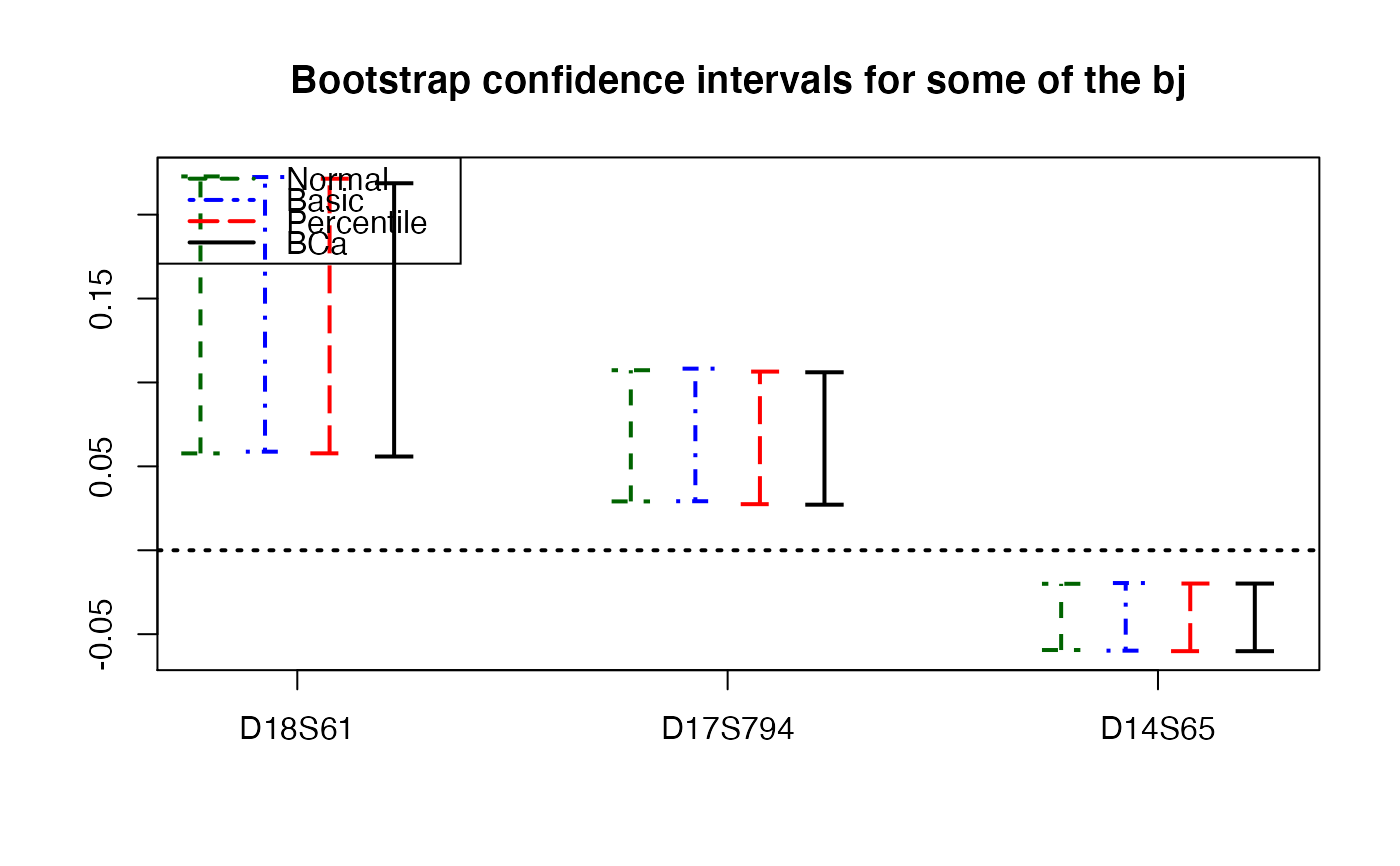 Bootstrap confidence intervals for some of the bj
Normal
Basic
Percentile
BCa
0.15
0.05
-0.05
D18S61 D17S794 D14S65